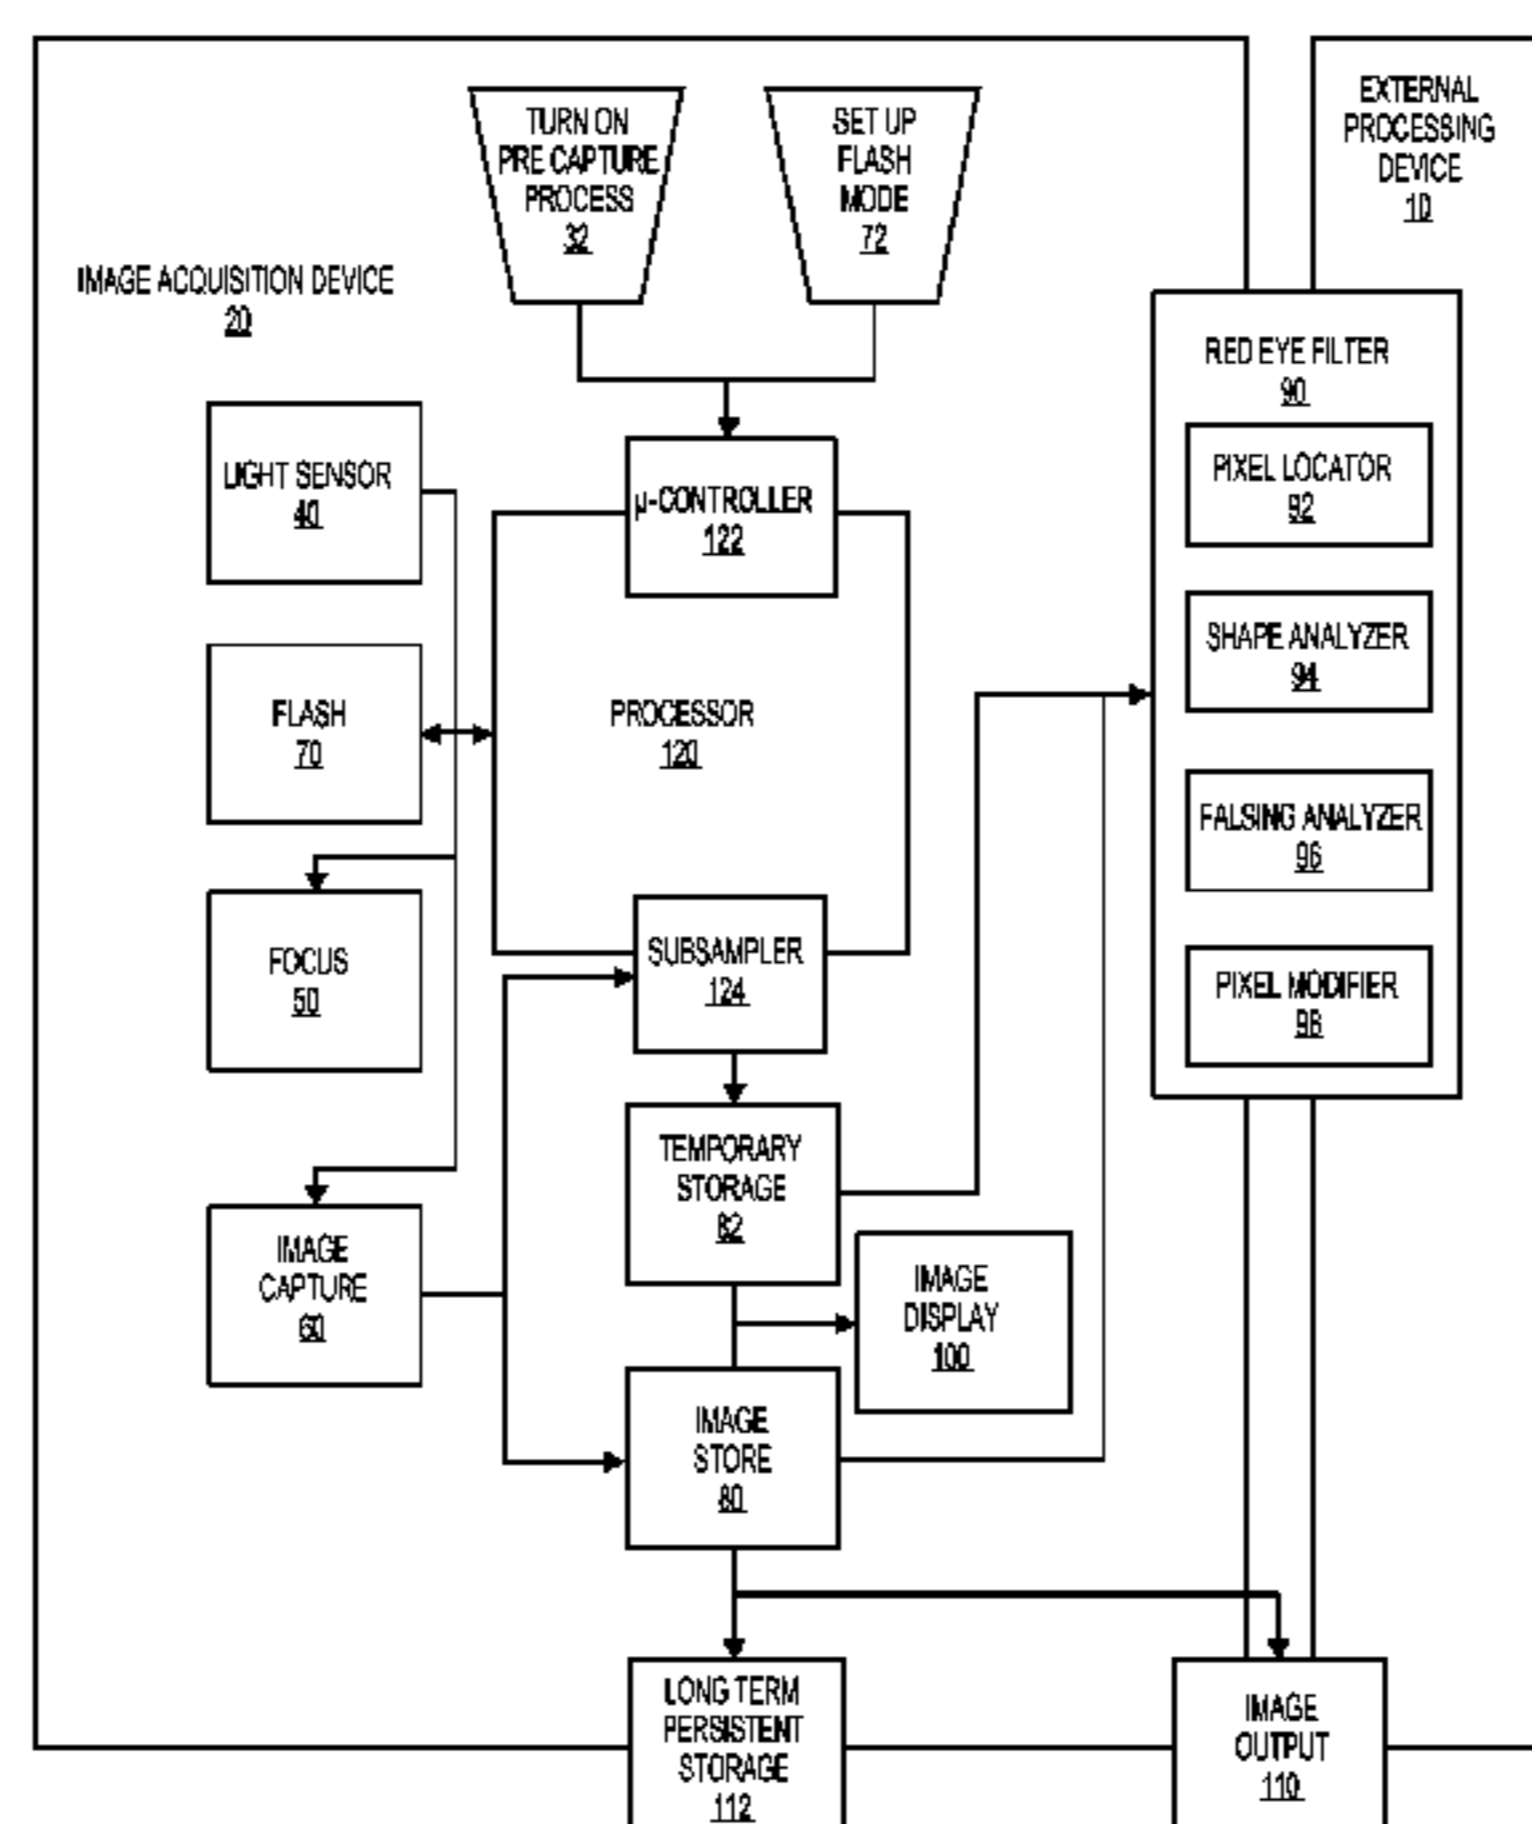 TURN ON
PRE CAPTURE
PROCESS
32
SET UP
FLASH
MODE
72
EXTERNAL
PROCESSING
DEVICE
10
IMAGE ACQUISITION DEVICE
20
RED EYE FILTER
90
PIXEL LOCATOR
92
SHAPE ANALYZER
94
FALSING ANALYZER
96
PIXEL MODIFIER
98
LIGHT SENSOR
40
µ-CONTROLLER
122
FLASH
70
PROCESSOR
120
FOCUS
50
SUBSAMPLER
124
TEMPORARY
STORAGE
82
IMAGE
CAPTURE
60
IMAGE
DISPLAY
100
IMAGE
STORE
80
LONG TERM
PERSISTENT
STORAGE
112
IMAGE
OUTPUT
110